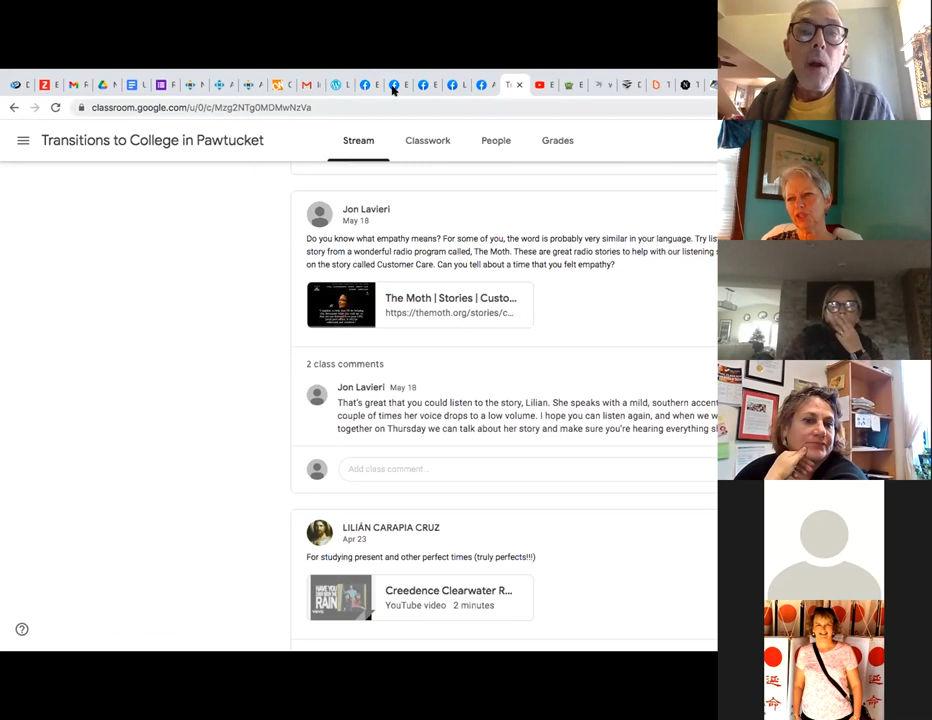 classroom.google.com/u/0/c/Mzg2NTg0MDMwNzVa
Transitions to College in Pawtucket
Stream
Classwork
People
Grades
Jon Lavieri
May 18
Do you know what empathy means? For some of you, the word is probably very similar in your language. Try
story from a wonderful radio program called, The Moth. These are great radio stories to help with our listening
on the story called Customer Care. Can you tell about a time that you felt empathy?
The Moth | Stories | Custo...
https://themoth.org/stories/c...
2 class comments
Jon Lavieri May 18
That's great that you could listen to the story, Lilian. She speaks with a mild, southern accent
couple of times her voice drops to a low volume. I hope you can listen again, and when we w
together on Thursday we can talk about her story and make sure you're hearing everything
Add class comment...
LILIÁN CARAPIA CRUZ
Apr 23
For studying present and other perfect times (truly perfects!!!)
HAVE YOU
EVER SEEN THE
RAIN
Creedence Clearwater R...
YouTube video 2 minutes